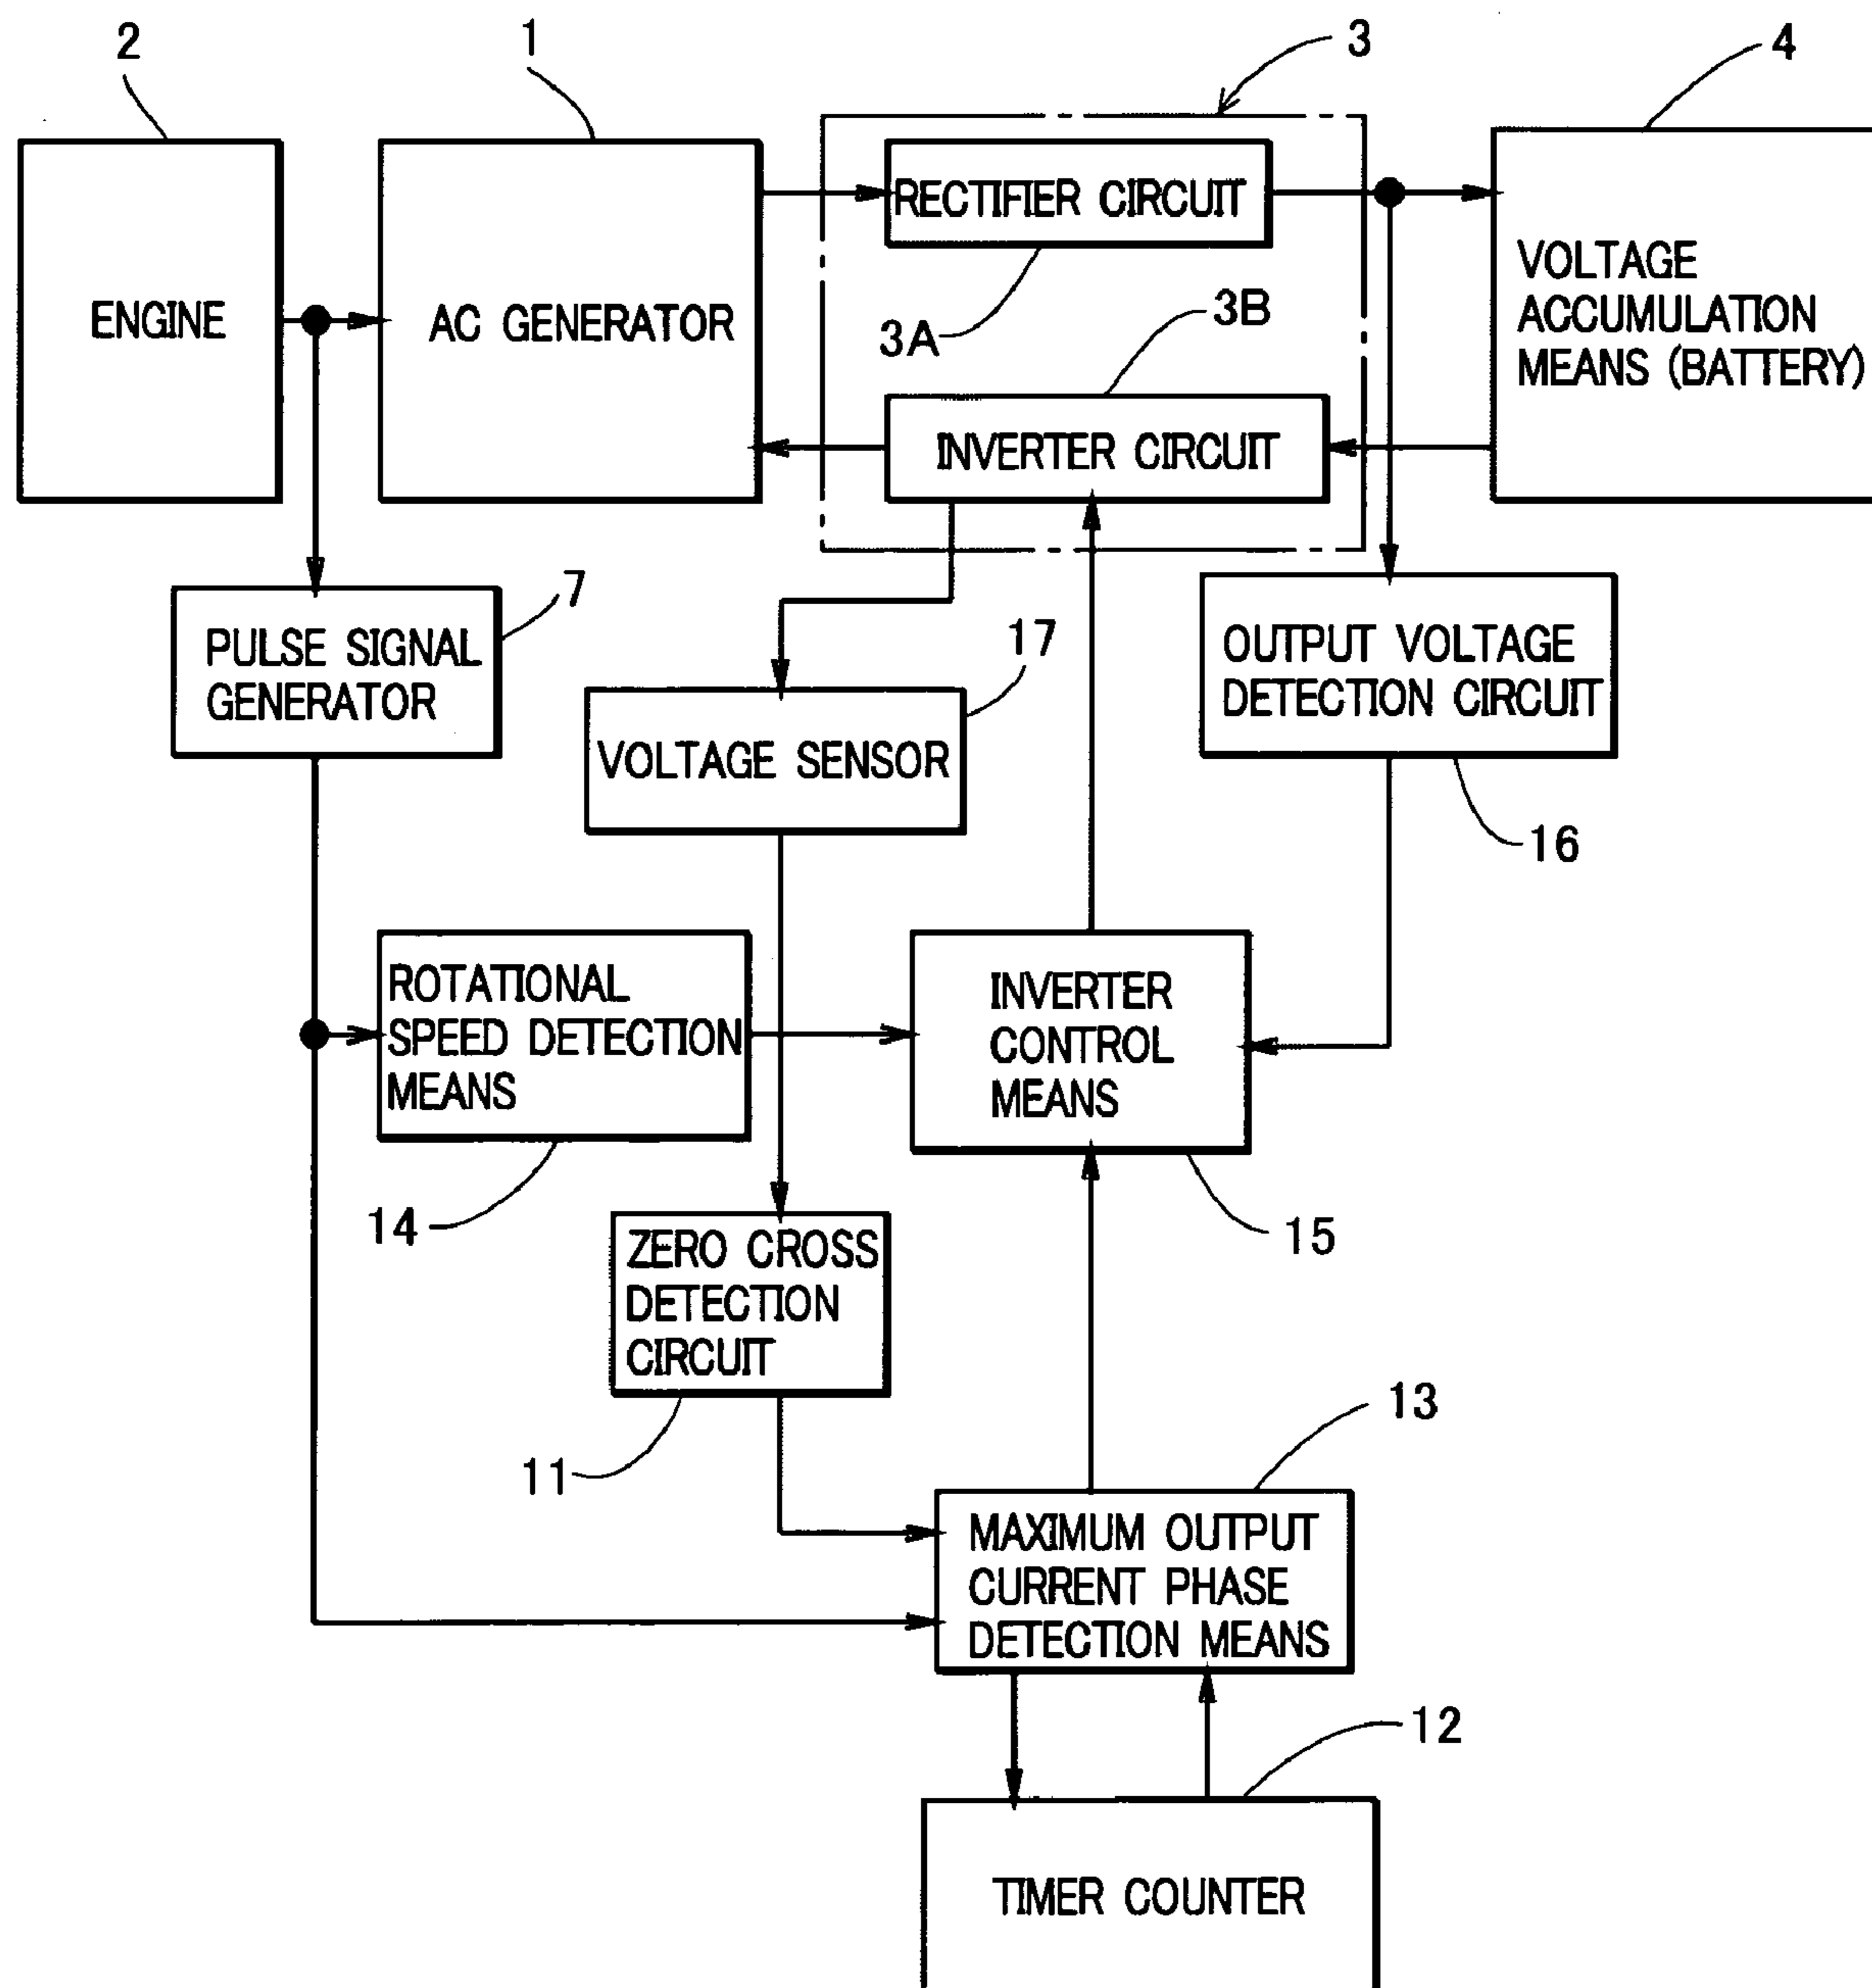 2
1
3
4
ENGINE
AC GENERATOR
RECTIFIER CIRCUIT
3A
3B
INVERTER CIRCUIT
VOLTAGE
ACCUMULATION
MEANS (BATTERY)
7
PULSE SIGNAL
GENERATOR
17
VOLTAGE SENSOR
OUTPUT VOLTAGE
DETECTION CIRCUIT
16
ROTATIONAL
SPEED DETECTION
MEANS
14
INVERTER
CONTROL
MEANS
15
ZERO CROSS
DETECTION
CIRCUIT
11
13
MAXIMUM OUTPUT
CURRENT PHASE
DETECTION MEANS
12
TIMER COUNTER